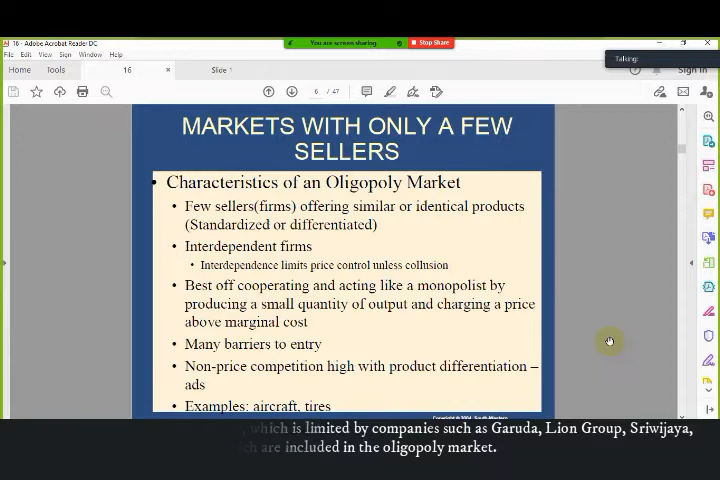 16 - Adobe Acrobat Reader DC
You are screen sharing
Stop Share
File Edit View Sign Window Help
Talking:
Home Tools 16 × Slide 1
Sign In
6 / 47
MARKETS WITH ONLY A FEW
SELLERS
• Characteristics of an Oligopoly Market
• Few sellers(firms) offering similar or identical products
(Standardized or differentiated)
• Interdependent firms
• Interdependence limits price control unless collusion
• Best off cooperating and acting like a monopolist by
producing a small quantity of output and charging a price
above marginal cost
• Many barriers to entry
• Non-price competition high with product differentiation –
ads
• Examples: aircraft, tires
Copyright © 2004 South-Western
which is limited by companies such as Garuda, Lion Group, Sriwijaya,
are included in the oligopoly market.